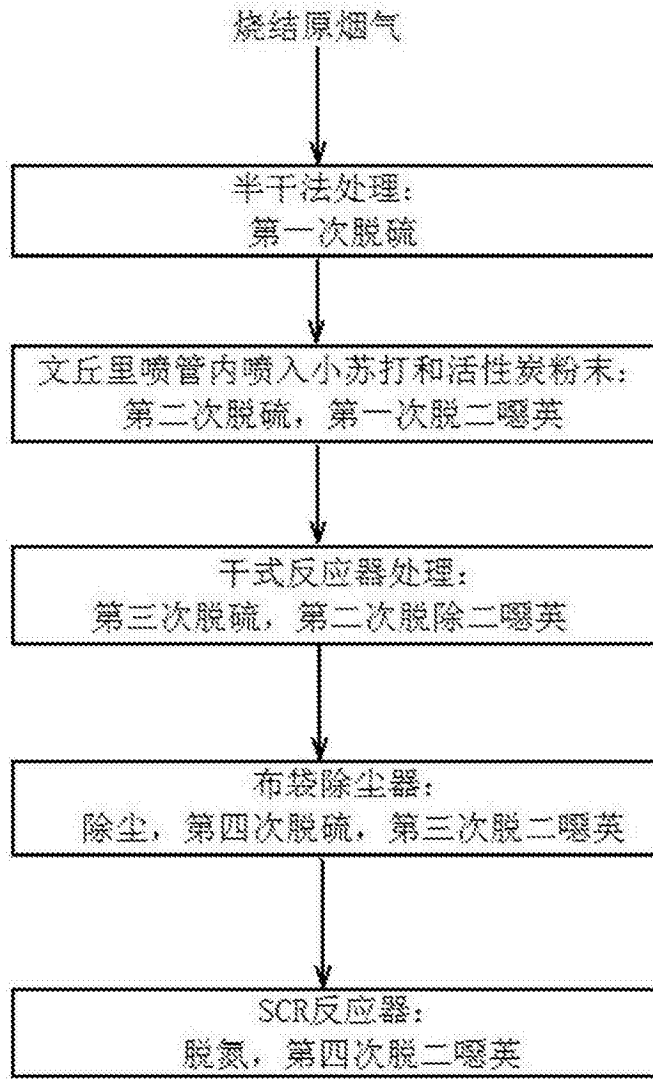 烧结原烟气
半干法处理：
第一次脱硫
文丘里喷管内喷入小苏打和活性炭粉末：
第二次脱硫，第一次脱二噁英
干式反应器处理：
第三次脱硫，第二次脱除二噁英
布袋除尘器：
除尘，第四次脱硫，第三次脱二噁英
SCR反应器：
脱氮，第四次脱二噁英